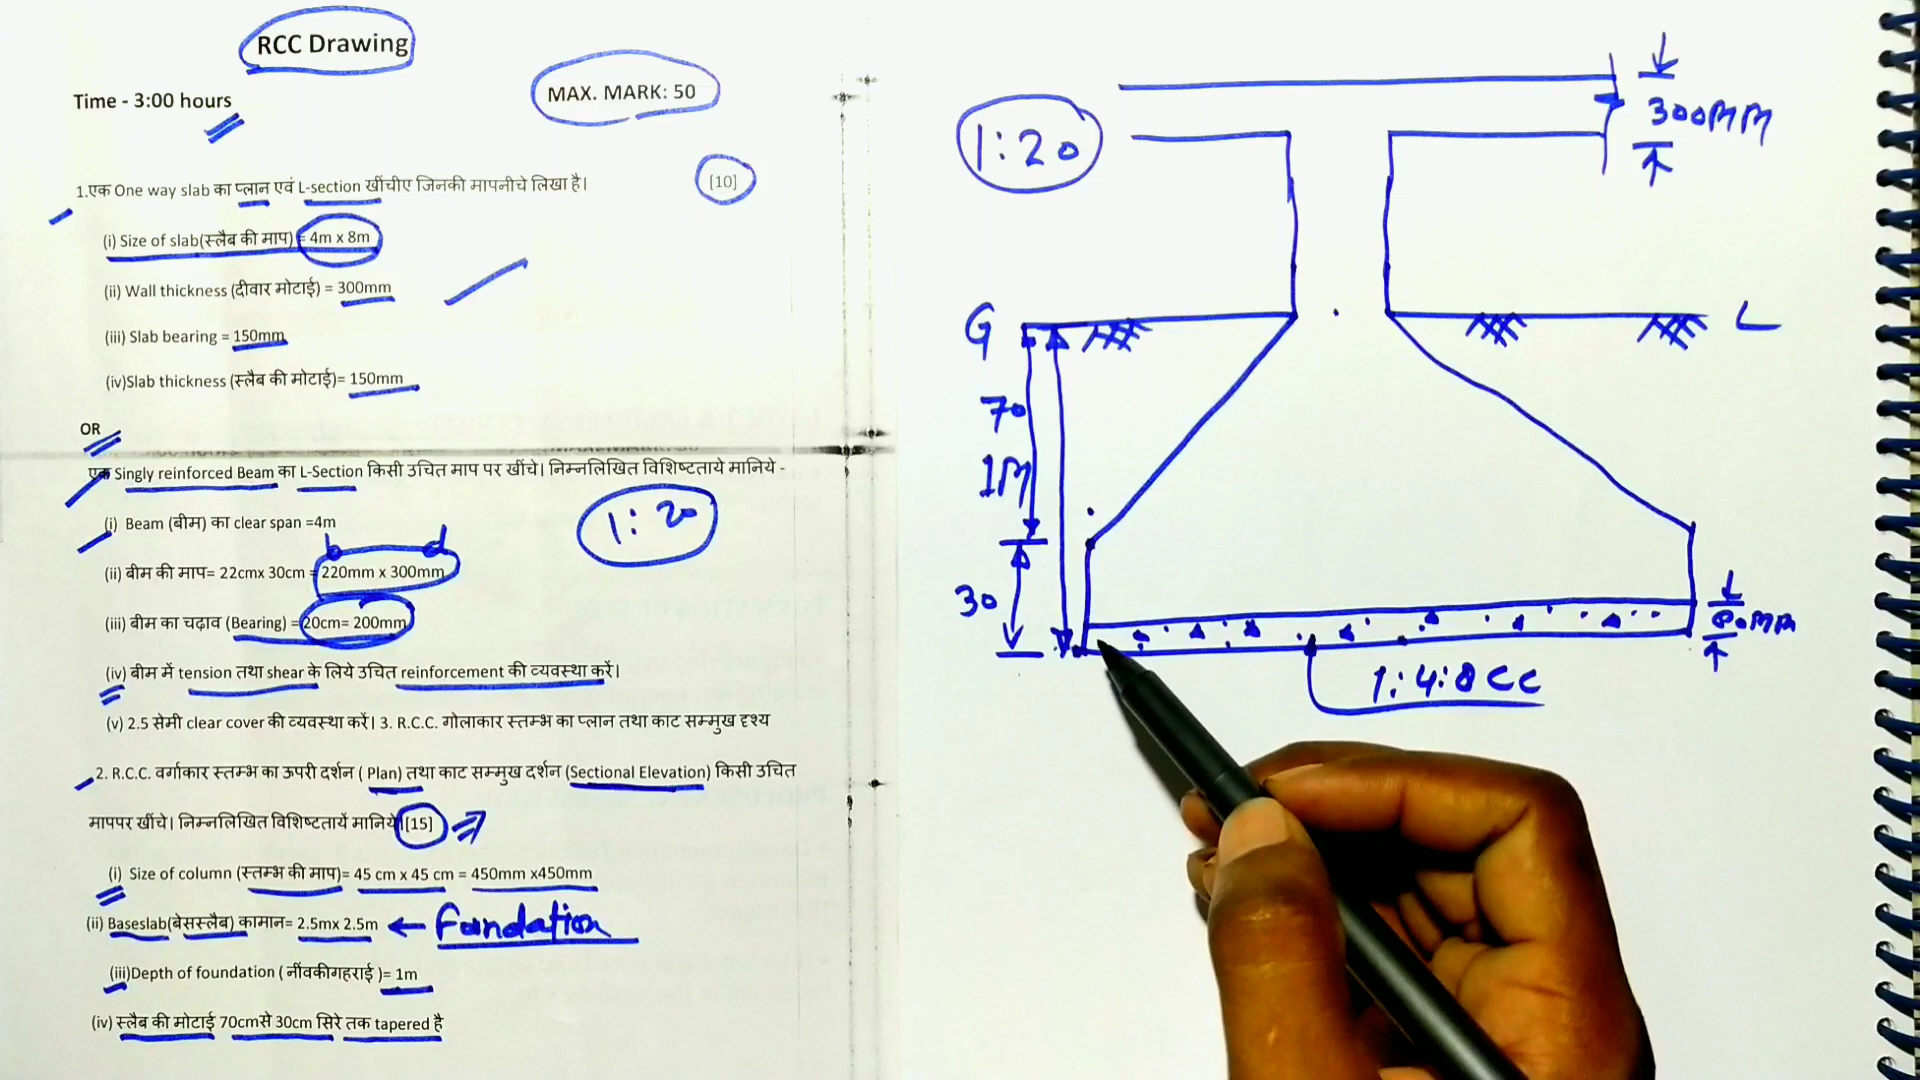 RCC Drawing
Time - 3:00 hours
MAX. MARK: 50
1.एक One way slab का प्लान एवं L-section खींचीए जिनकी मापनीचे लिखा है। [10]
(i) Size of slab(स्लैब की माप) = 4m x 8m
(ii) Wall thickness (दीवार मोटाई) = 300mm
(iii) Slab bearing = 150mm
(iv)Slab thickness (स्लैब की मोटाई)= 150mm
OR
एक Singly reinforced Beam का L-Section किसी उचित माप पर खींचे। निम्नलिखित विशिष्टताये मानिये -
(i) Beam (बीम) का clear span =4m
1:20
b d
(ii) बीम की माप= 22cmx 30cm = 220mm x 300mm
(iii) बीम का चढ़ाव (Bearing) = 20cm= 200mm
(iv) बीम में tension तथा shear के लिये उचित reinforcement की व्यवस्था करें।
(v) 2.5 सेमी clear cover की व्यवस्था करें। 3. R.C.C. गोलाकार स्तम्भ का प्लान तथा काट सम्मुख दृश्य
2. R.C.C. वर्गाकार स्तम्भ का ऊपरी दर्शन ( Plan) तथा काट सम्मुख दर्शन (Sectional Elevation) किसी उचित
मापपर खींचे। निम्नलिखित विशिष्टतायें मानिये।[15]
(i) Size of column (स्तम्भ की माप)= 45 cm x 45 cm = 450mm x450mm
(ii) Baseslab(बेसस्लैब) कामान= 2.5mx 2.5m ← Foundation
(iii)Depth of foundation ( नींवकीगहराई )= 1m
(iv) स्लैब की मोटाई 70cmसे 30cm सिरे तक tapered है
1:20
300MM
G L
70
1M
30
80MM
1:4:8 CC